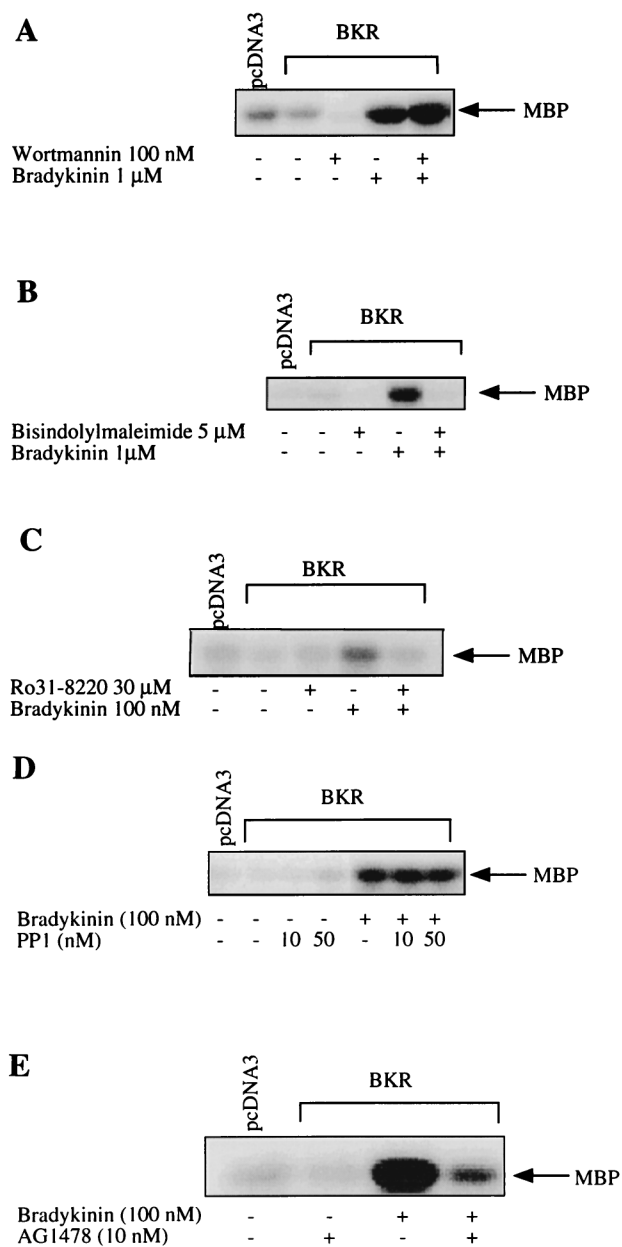 A
pcDNA3
BKR
MBP
Wortmannin 100 nM - - + - +
Bradykinin 1 µM - - - + +
B
pcDNA3
BKR
MBP
Bisindolylmaleimide 5 µM - - + - +
Bradykinin 1µM - - - + +
C
pcDNA3
BKR
MBP
Ro31-8220 30 µM - - + - +
Bradykinin 100 nM - - - + +
D
pcDNA3
BKR
MBP
Bradykinin (100 nM) - - - - + + +
PP1 (nM) - - 10 50 - 10 50
E
pcDNA3
BKR
MBP
Bradykinin (100 nM) - - + +
AG1478 (10 nM) - + - +